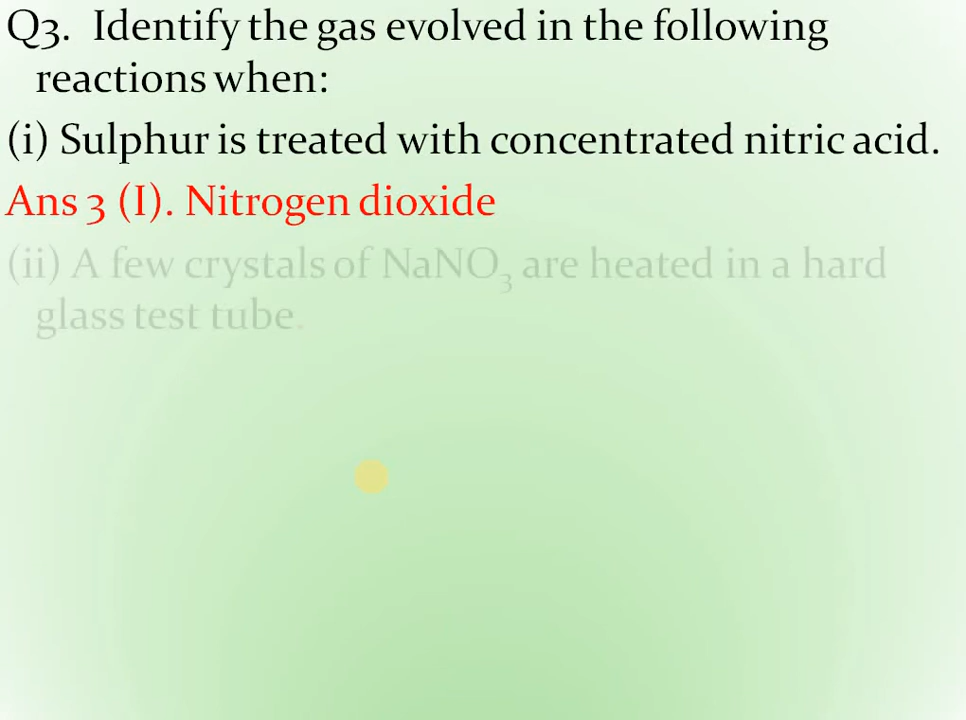 Q3. Identify the gas evolved in the following
reactions when:
(i) Sulphur is treated with concentrated nitric acid.
Ans 3 (I). Nitrogen dioxide
(ii) A few crystals of NaNO₃ are heated in a hard
glass test tube.